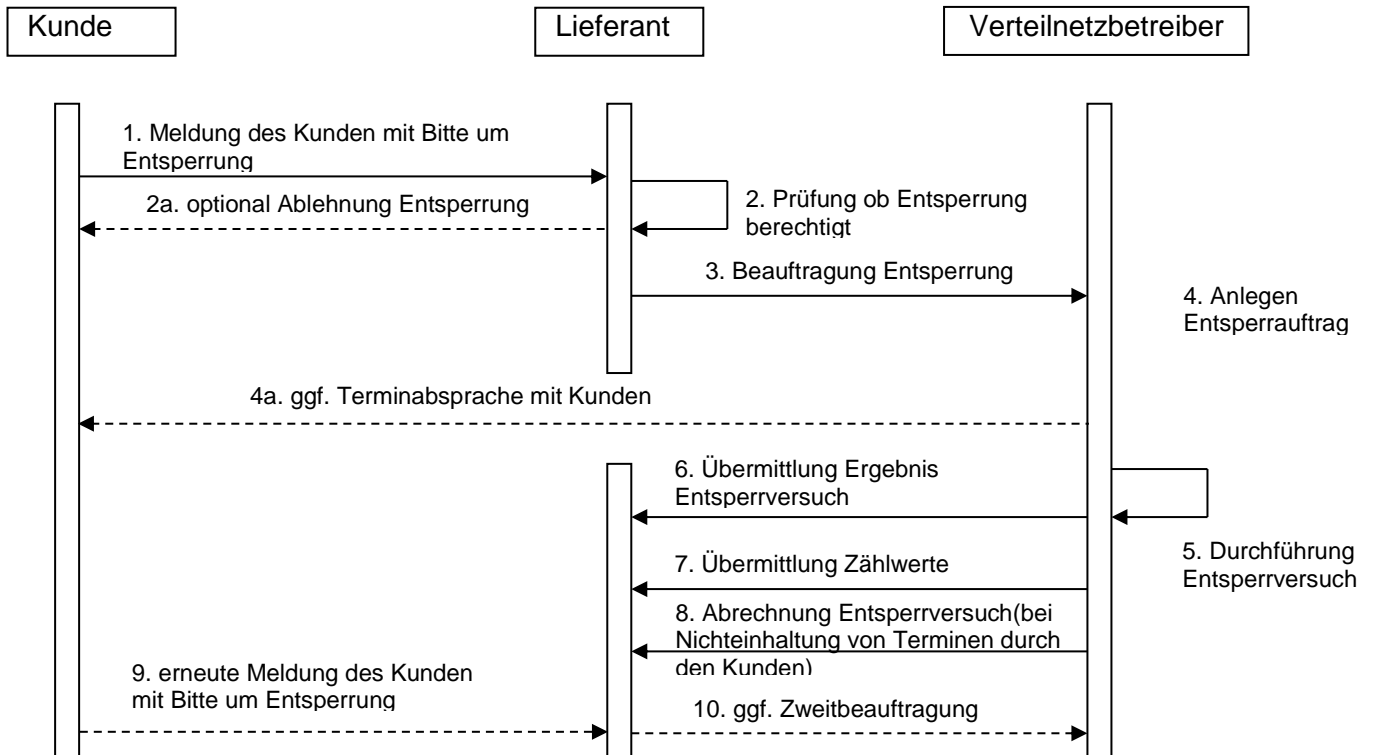 Kunde
Lieferant
Verteilnetzbetreiber
1. Meldung des Kunden mit Bitte um
Entsperrung
2a. optional Ablehnung Entsperrung
2. Prüfung ob Entsperrung
berechtigt
3. Beauftragung Entsperrung
4. Anlegen
Entsperrauftrag
4a. ggf. Terminabsprache mit Kunden
6. Übermittlung Ergebnis
Entsperrversuch
5. Durchführung
Entsperrversuch
7. Übermittlung Zählwerte
8. Abrechnung Entsperrversuch(bei
Nichteinhaltung von Terminen durch
den Kunden)
9. erneute Meldung des Kunden
mit Bitte um Entsperrung
10. ggf. Zweitbeauftragung